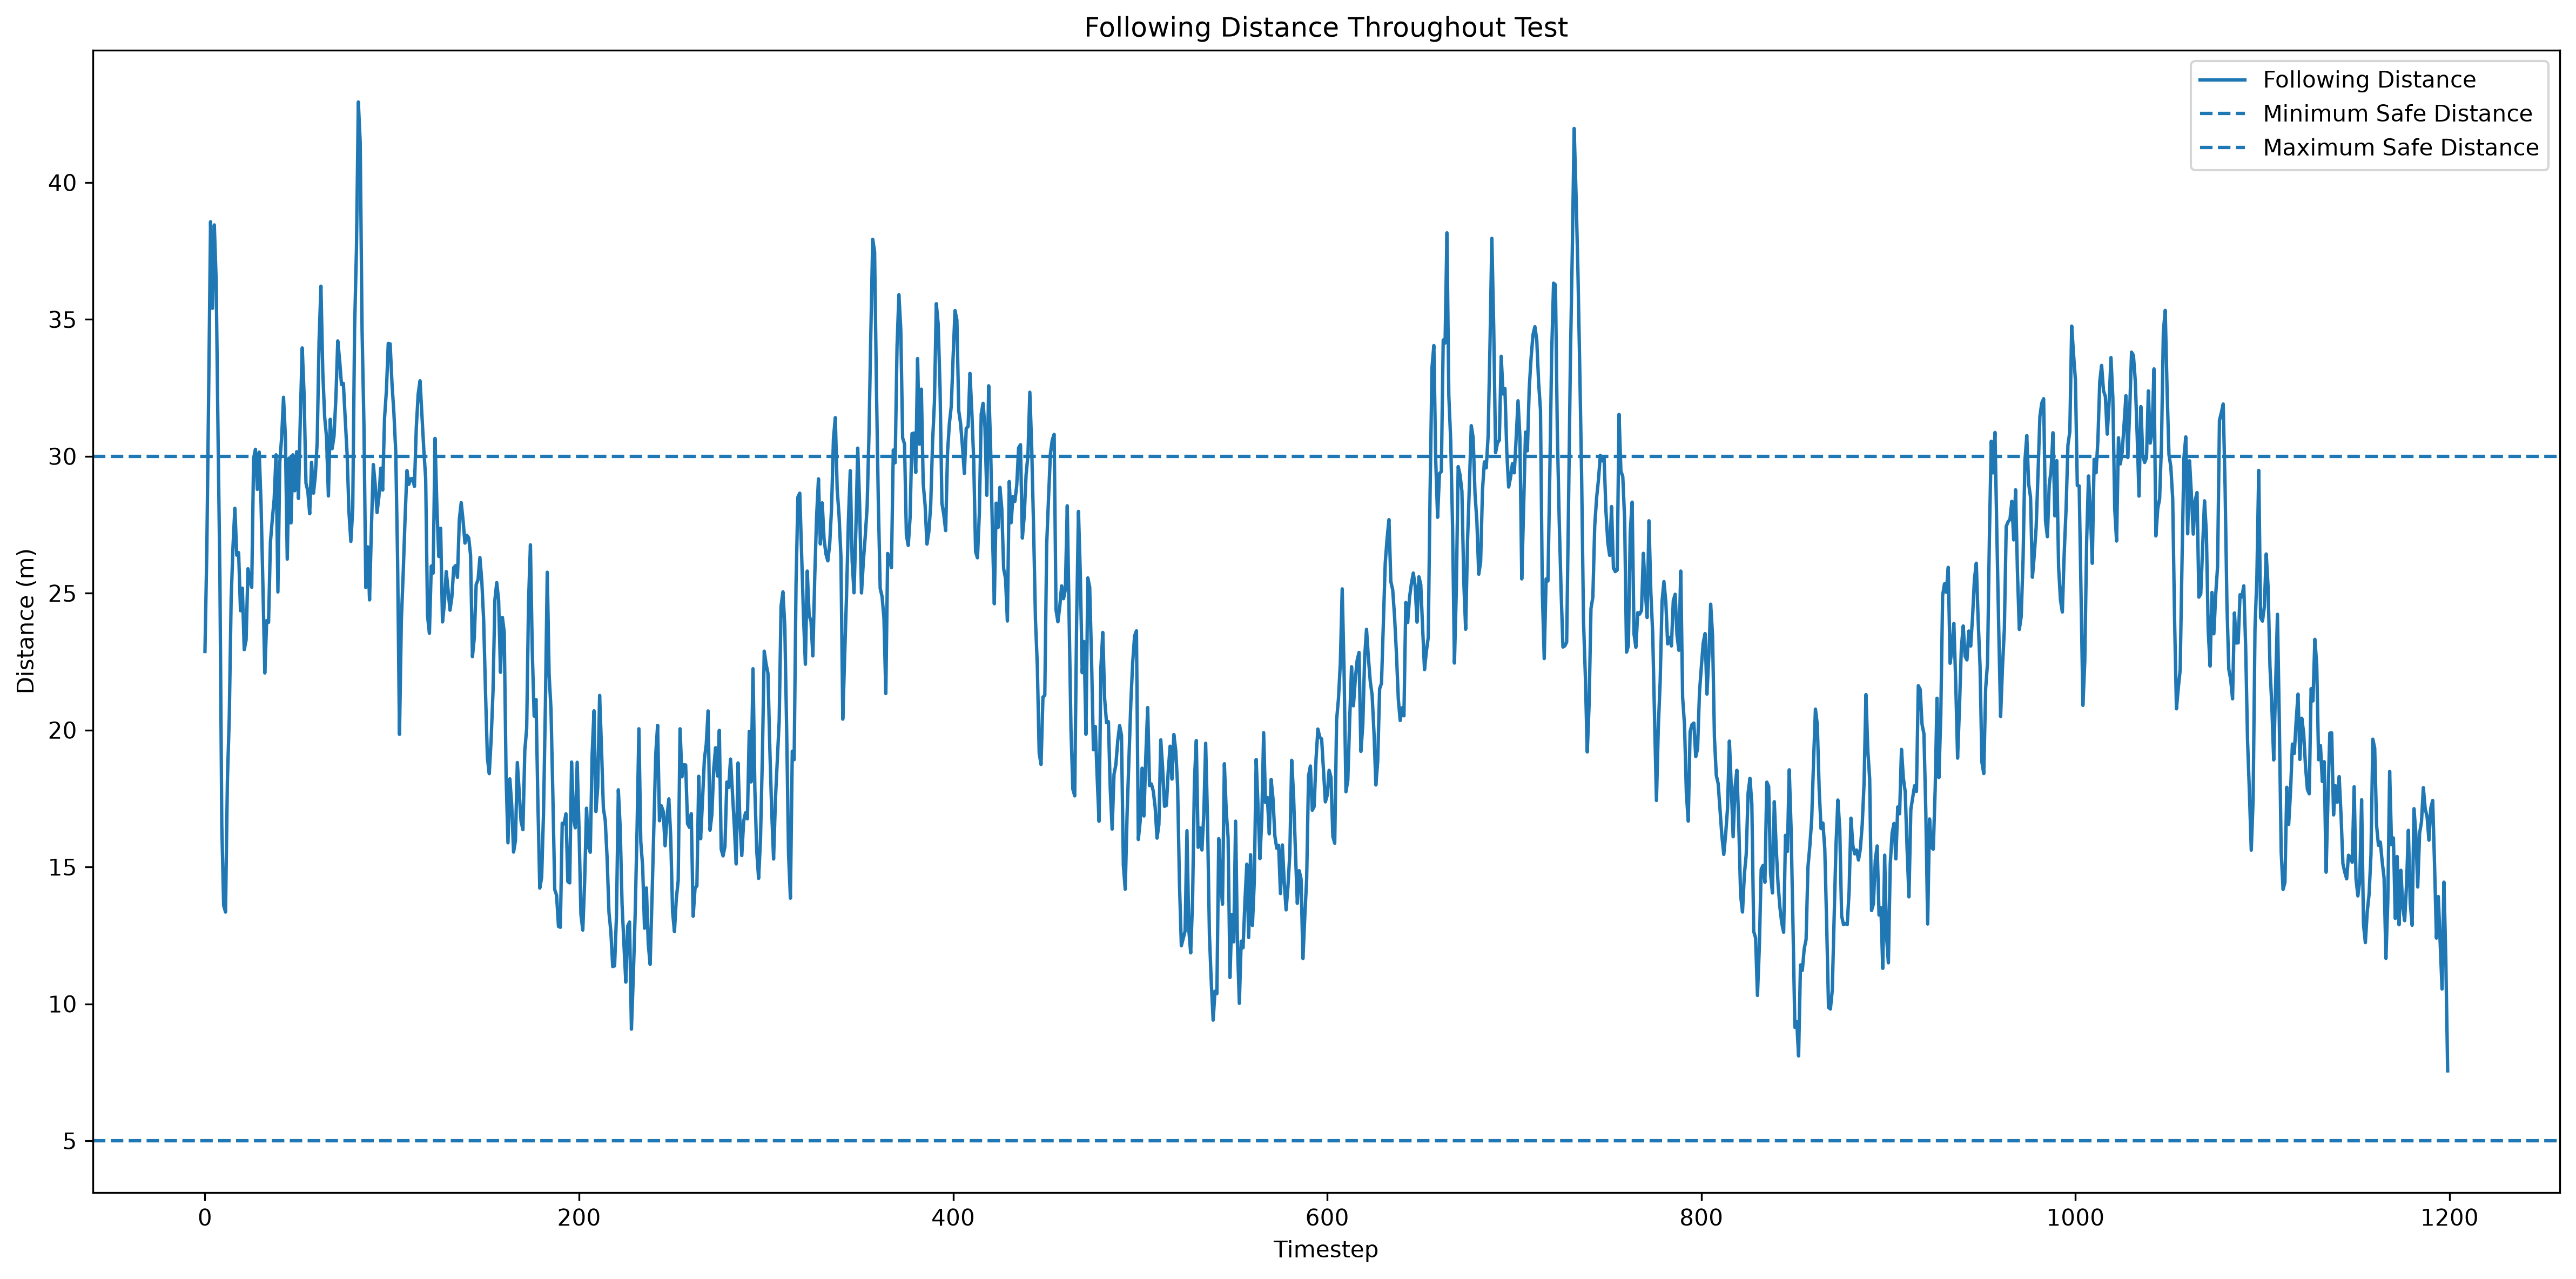 Following Distance Throughout Test
Following Distance
Minimum Safe Distance
Maximum Safe Distance
Distance (m)
40
35
30
25
20
15
10
5
0 200 400 600 800 1000 1200
Timestep